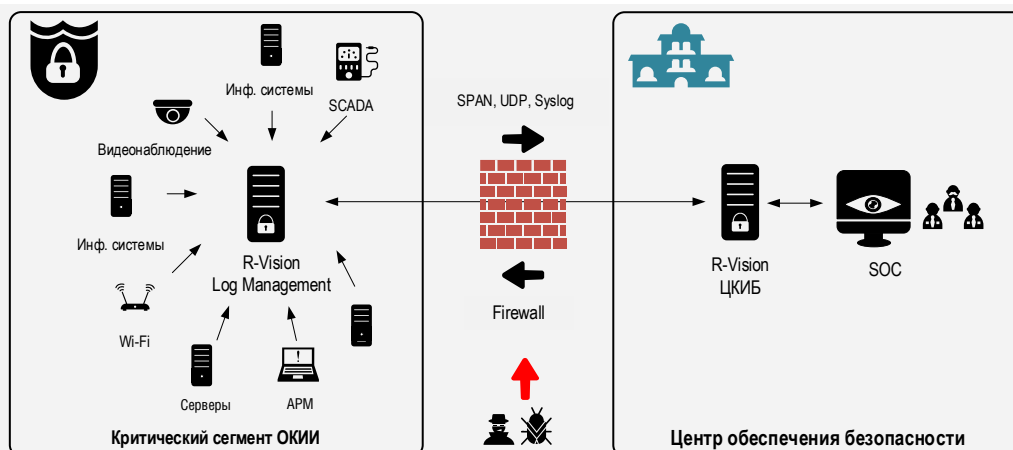 Инф. системы
SCADA
Видеонаблюдение
Инф. системы
R-Vision
Log Management
Wi-Fi
Серверы
АРМ
Критический сегмент ОКИИ
SPAN, UDP, Syslog
Firewall
R-Vision
ЦКИБ
SOC
Центр обеспечения безопасности